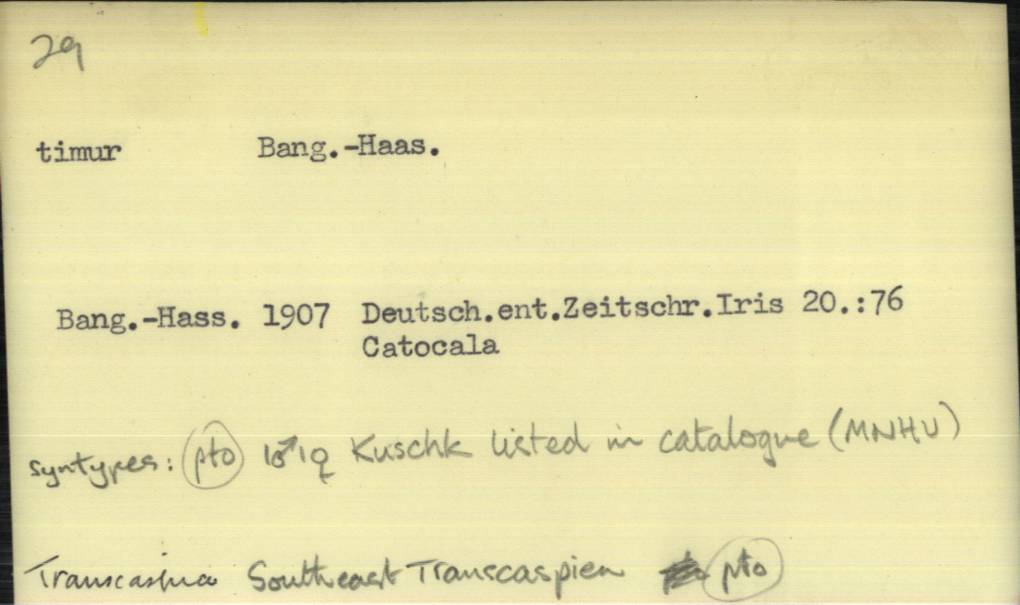 29
timur Bang.-Haas.
Bang.-Hass. 1907 Deutsch.ent.Zeitschr.Iris 20.:76
Catocala
syntypes: pto 1♂1♀ Kuschk listed in catalogue (MNHU)
Transcaspia Southeast Transcaspien pto